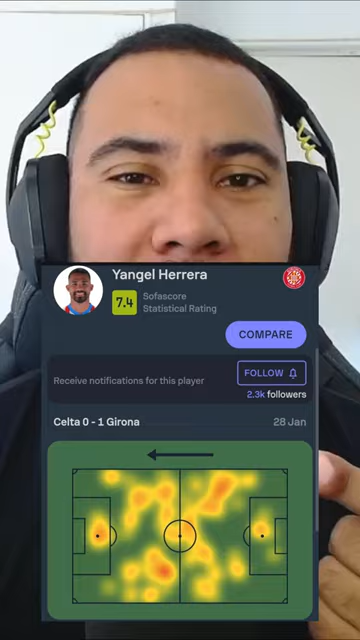 Yangel Herrera
7.4
Sofascore
Statistical Rating
COMPARE
Receive notifications for this player
FOLLOW
2.3k followers
Celta 0 - 1 Girona
28 Jan